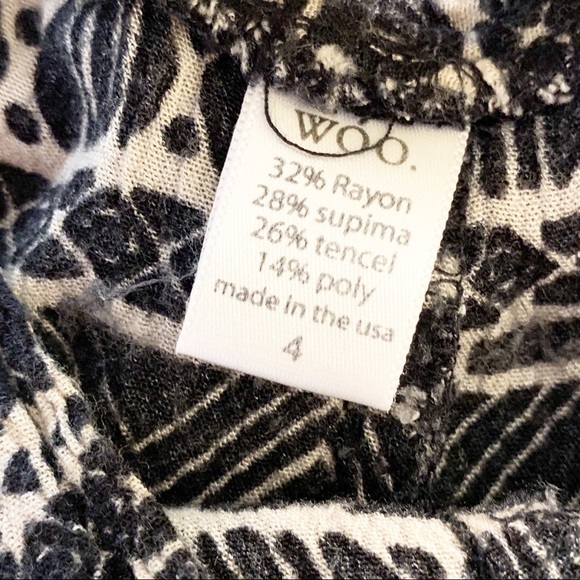 WOO.
32% Rayon
28% supima
26% tencel
14% poly
made in the usa
4